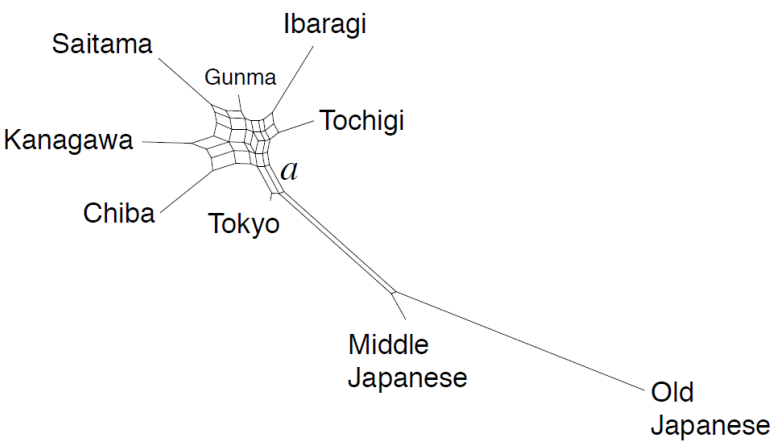 Ibaragi
Saitama
Gunma
Tochigi
Kanagawa
a
Chiba
Tokyo
Middle
Japanese
Old
Japanese